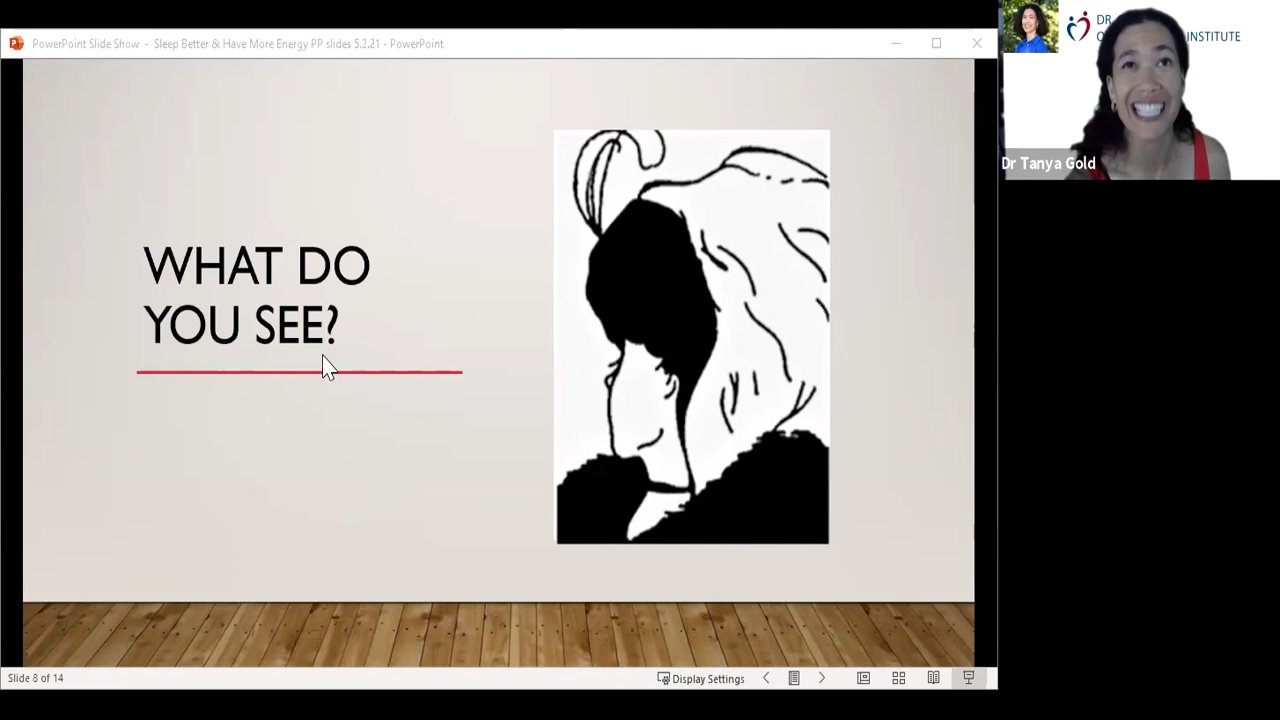 PowerPoint Slide Show - Sleep Better & Have More Energy PP slides 5.2.21 - PowerPoint
WHAT DO
YOU SEE?
Slide 8 of 14
Display Settings
DR
INSTITUTE
Dr Tanya Gold